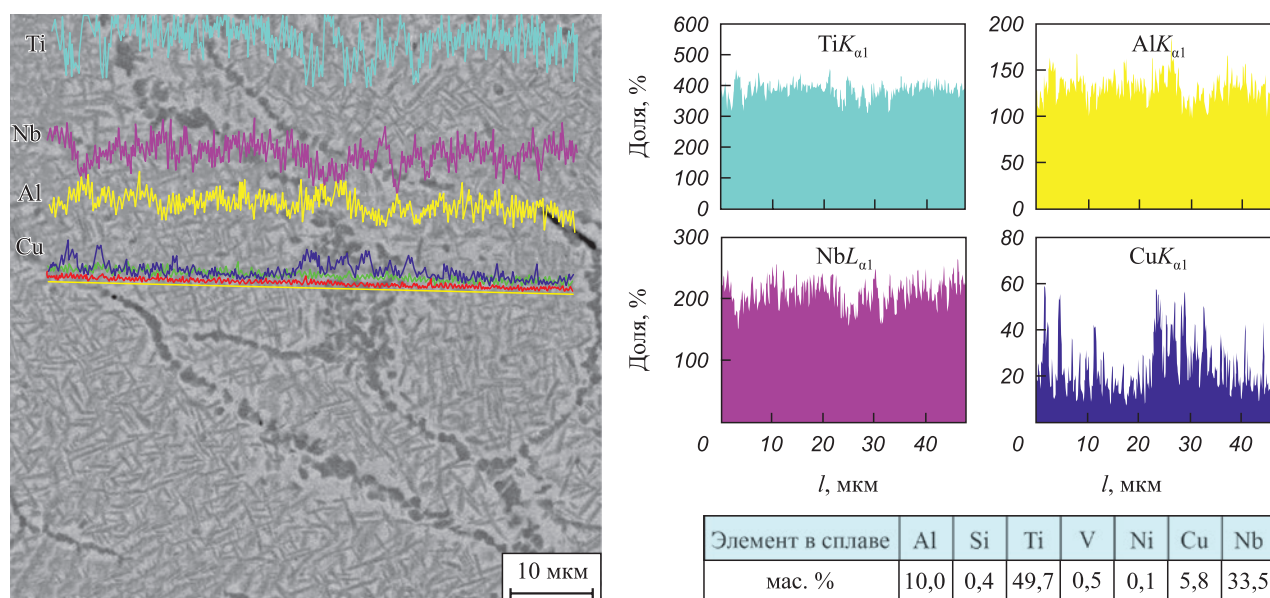 Ti
Nb
Al
Cu
10 мкм
TiKα1
Доля, %
600
500
400
300
200
100
0
AlKα1
200
150
100
50
0
NbLα1
Доля, %
300
200
100
0
10
20
30
40
l, мкм
CuKα1
80
60
40
20
0
10
20
30
40
l, мкм
Элемент в сплаве Al Si Ti V Ni Cu Nb
мас. % 10,0 0,4 49,7 0,5 0,1 5,8 33,5